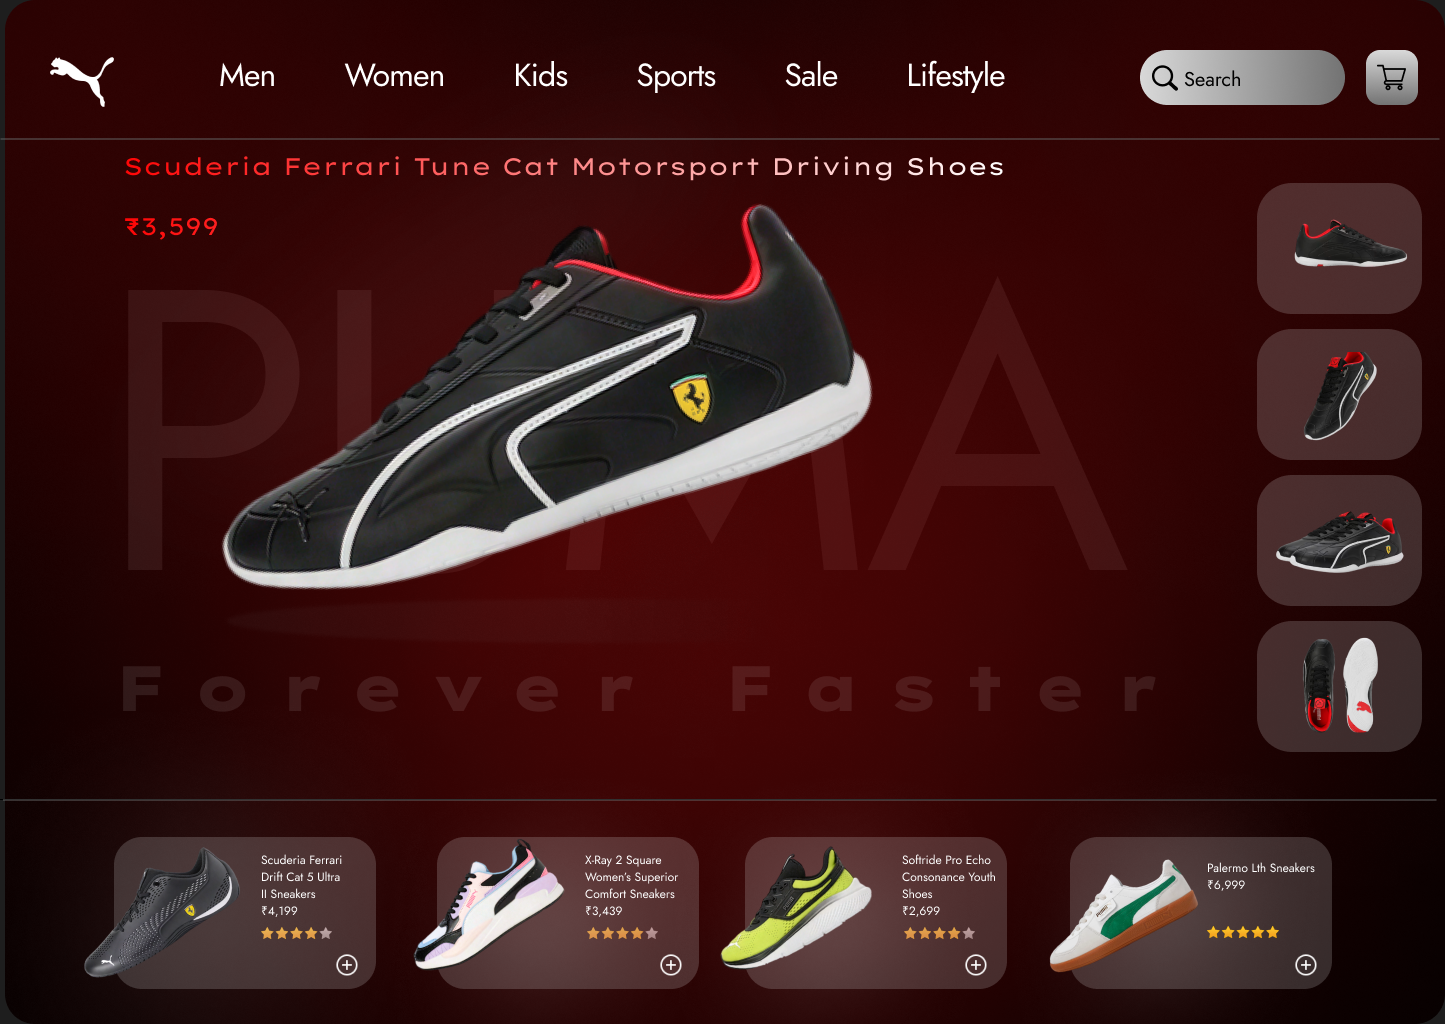 Men Women Kids Sports Sale Lifestyle Search
Scuderia Ferrari Tune Cat Motorsport Driving Shoes
₹3,599
PUMA
Forever Faster
Scuderia Ferrari
Drift Cat 5 Ultra
II Sneakers
₹4,199
X-Ray 2 Square
Women's Superior
Comfort Sneakers
₹3,439
Softride Pro Echo
Consonance Youth
Shoes
₹2,699
Palermo Lth Sneakers
₹6,999